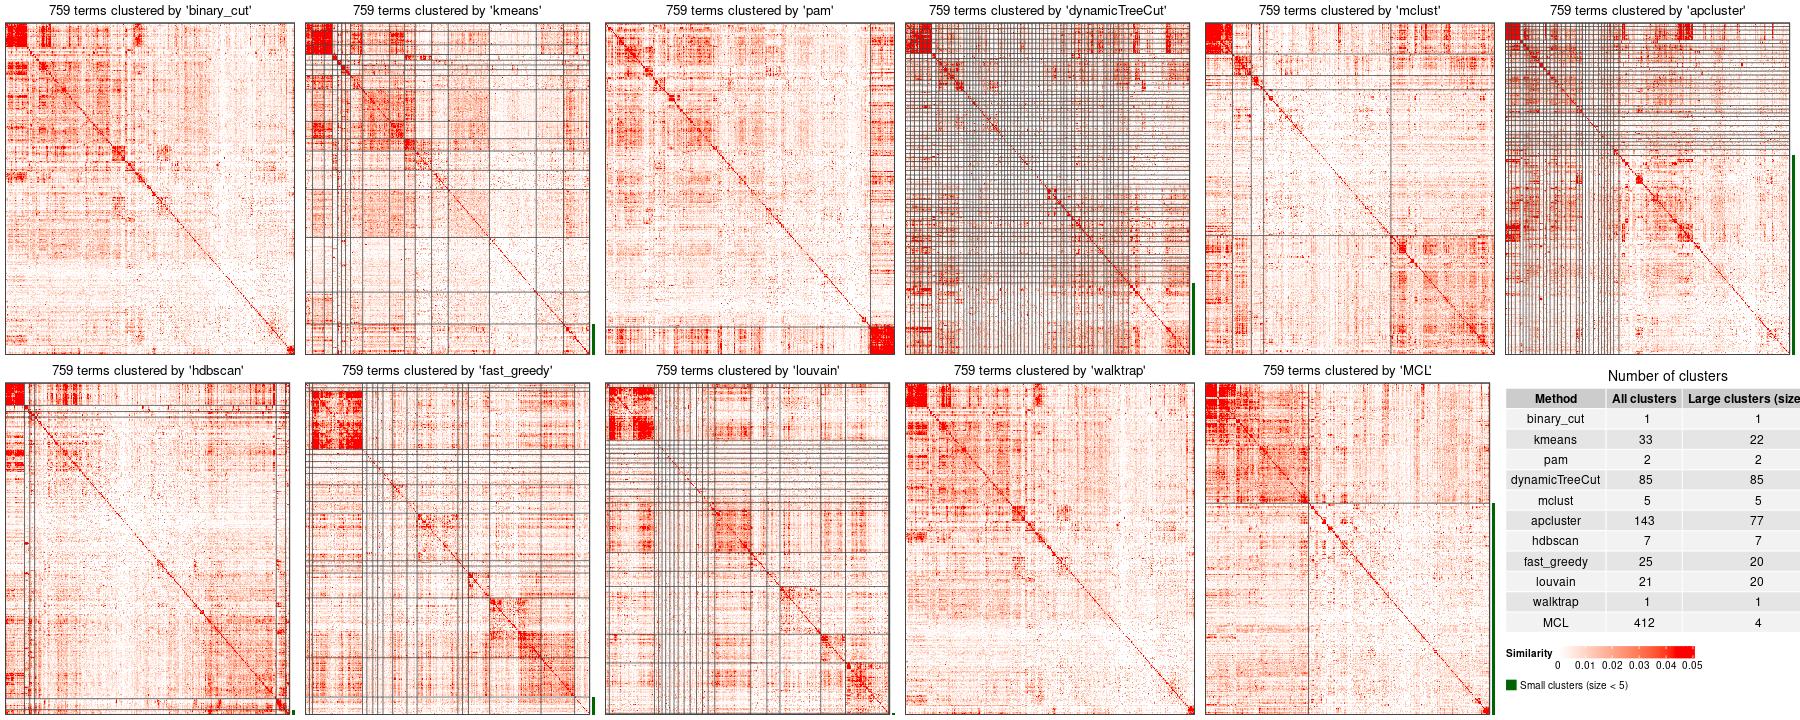 759 terms clustered by 'binary_cut'
759 terms clustered by 'kmeans'
759 terms clustered by 'pam'
759 terms clustered by 'dynamicTreeCut'
759 terms clustered by 'mclust'
759 terms clustered by 'apcluster'
759 terms clustered by 'hdbscan'
759 terms clustered by 'fast_greedy'
759 terms clustered by 'louvain'
759 terms clustered by 'walktrap'
759 terms clustered by 'MCL'
Number of clusters
Method All clusters Large clusters (size
binary_cut 1 1
kmeans 33 22
pam 2 2
dynamicTreeCut 85 85
mclust 5 5
apcluster 143 77
hdbscan 7 7
fast_greedy 25 20
louvain 21 20
walktrap 1 1
MCL 412 4
Similarity
0 0.01 0.02 0.03 0.04 0.05
Small clusters (size < 5)